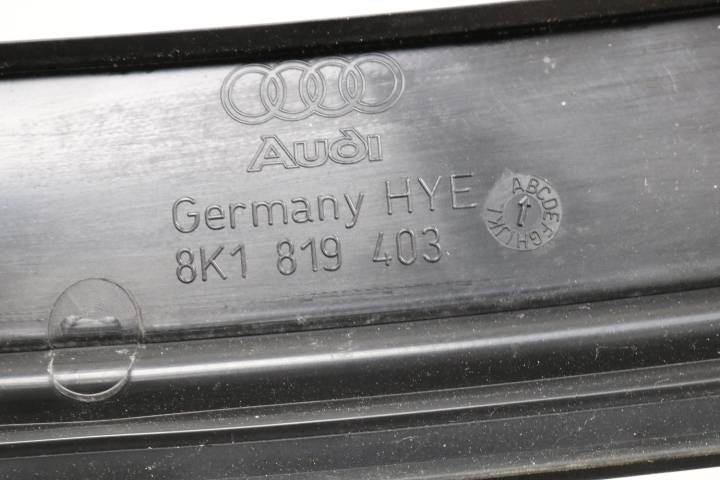 Audi
Germany HYE
8K1 819 403
ABCDEFGHIJKL